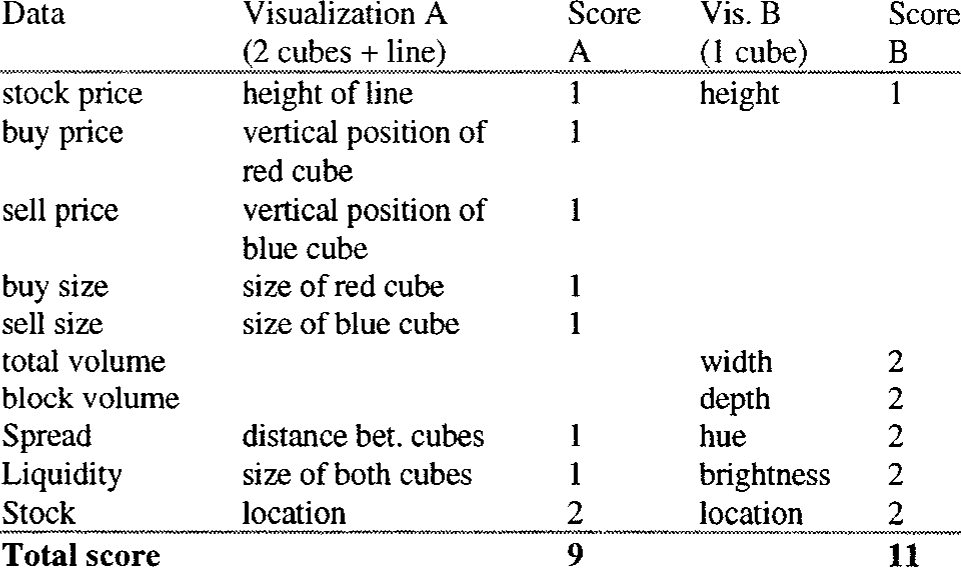 Data Visualization A Score Vis. B Score
(2 cubes + line) A (1 cube) B
stock price height of line 1 height 1
buy price vertical position of 1
red cube
sell price vertical position of 1
blue cube
buy size size of red cube 1
sell size size of blue cube 1
total volume width 2
block volume depth 2
Spread distance bet. cubes 1 hue 2
Liquidity size of both cubes 1 brightness 2
Stock location 2 location 2
Total score 9 11